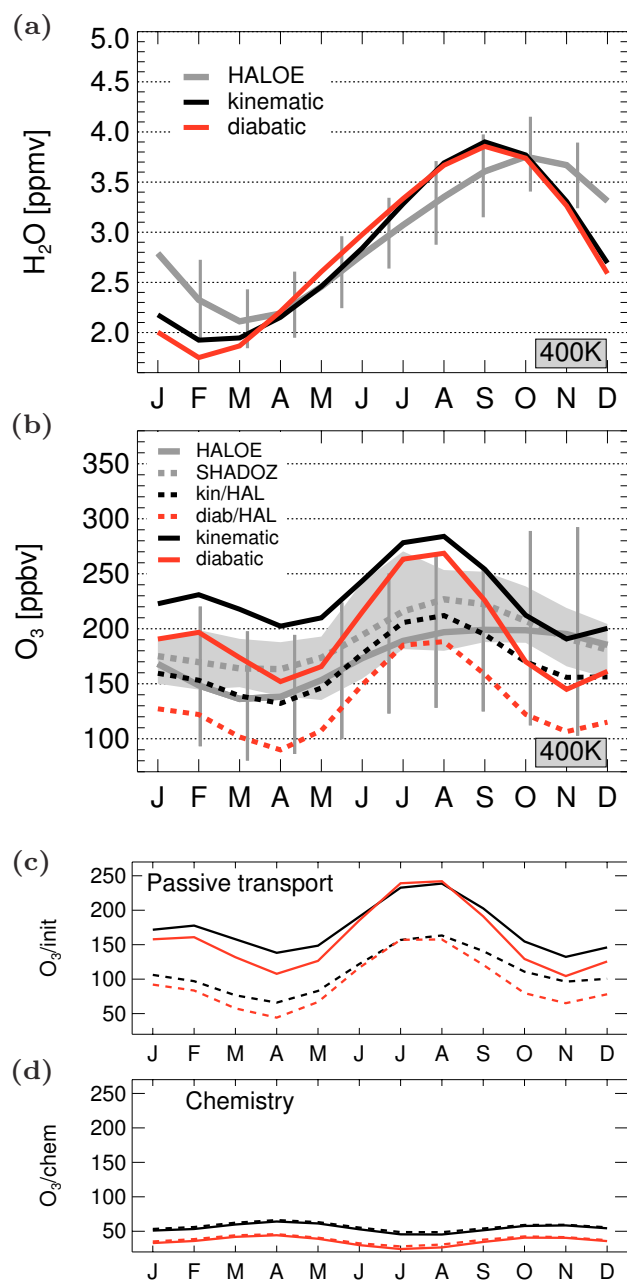 (a)
5.0
4.5
4.0
3.5
3.0
2.5
2.0
H₂O [ppmv]
HALOE
kinematic
diabatic
400K
J F M A M J J A S O N D
(b)
350
300
250
200
150
100
O₃ [ppbv]
HALOE
SHADOZ
kin/HAL
diab/HAL
kinematic
diabatic
400K
J F M A M J J A S O N D
(c)
250
200
150
100
50
O₃/init
Passive transport
J F M A M J J A S O N D
(d)
250
200
150
100
50
O₃/chem
Chemistry
J F M A M J J A S O N D